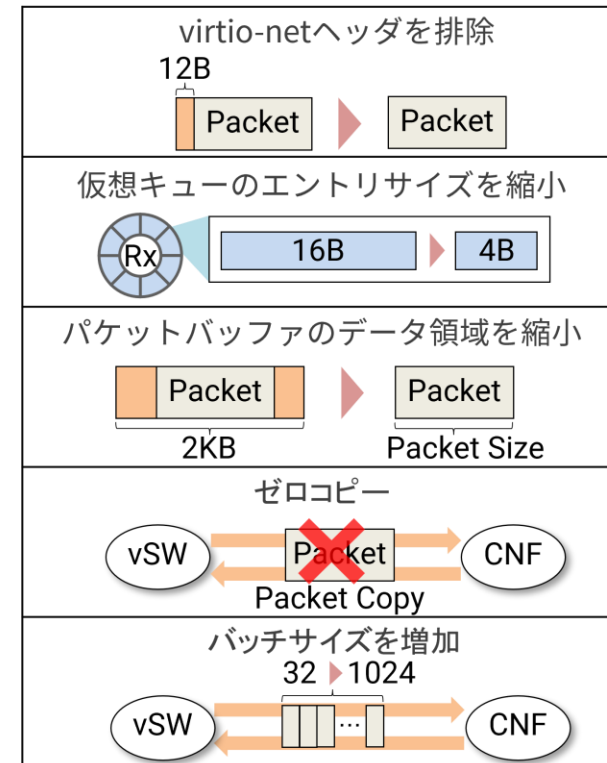 virtio-netヘッダを排除
12B
Packet Packet
仮想キューのエントリサイズを縮小
Rx 16B 4B
パケットバッファのデータ領域を縮小
Packet Packet
2KB Packet Size
ゼロコピー
vSW Packet CNF
Packet Copy
バッチサイズを増加
32 1024
vSW ... CNF